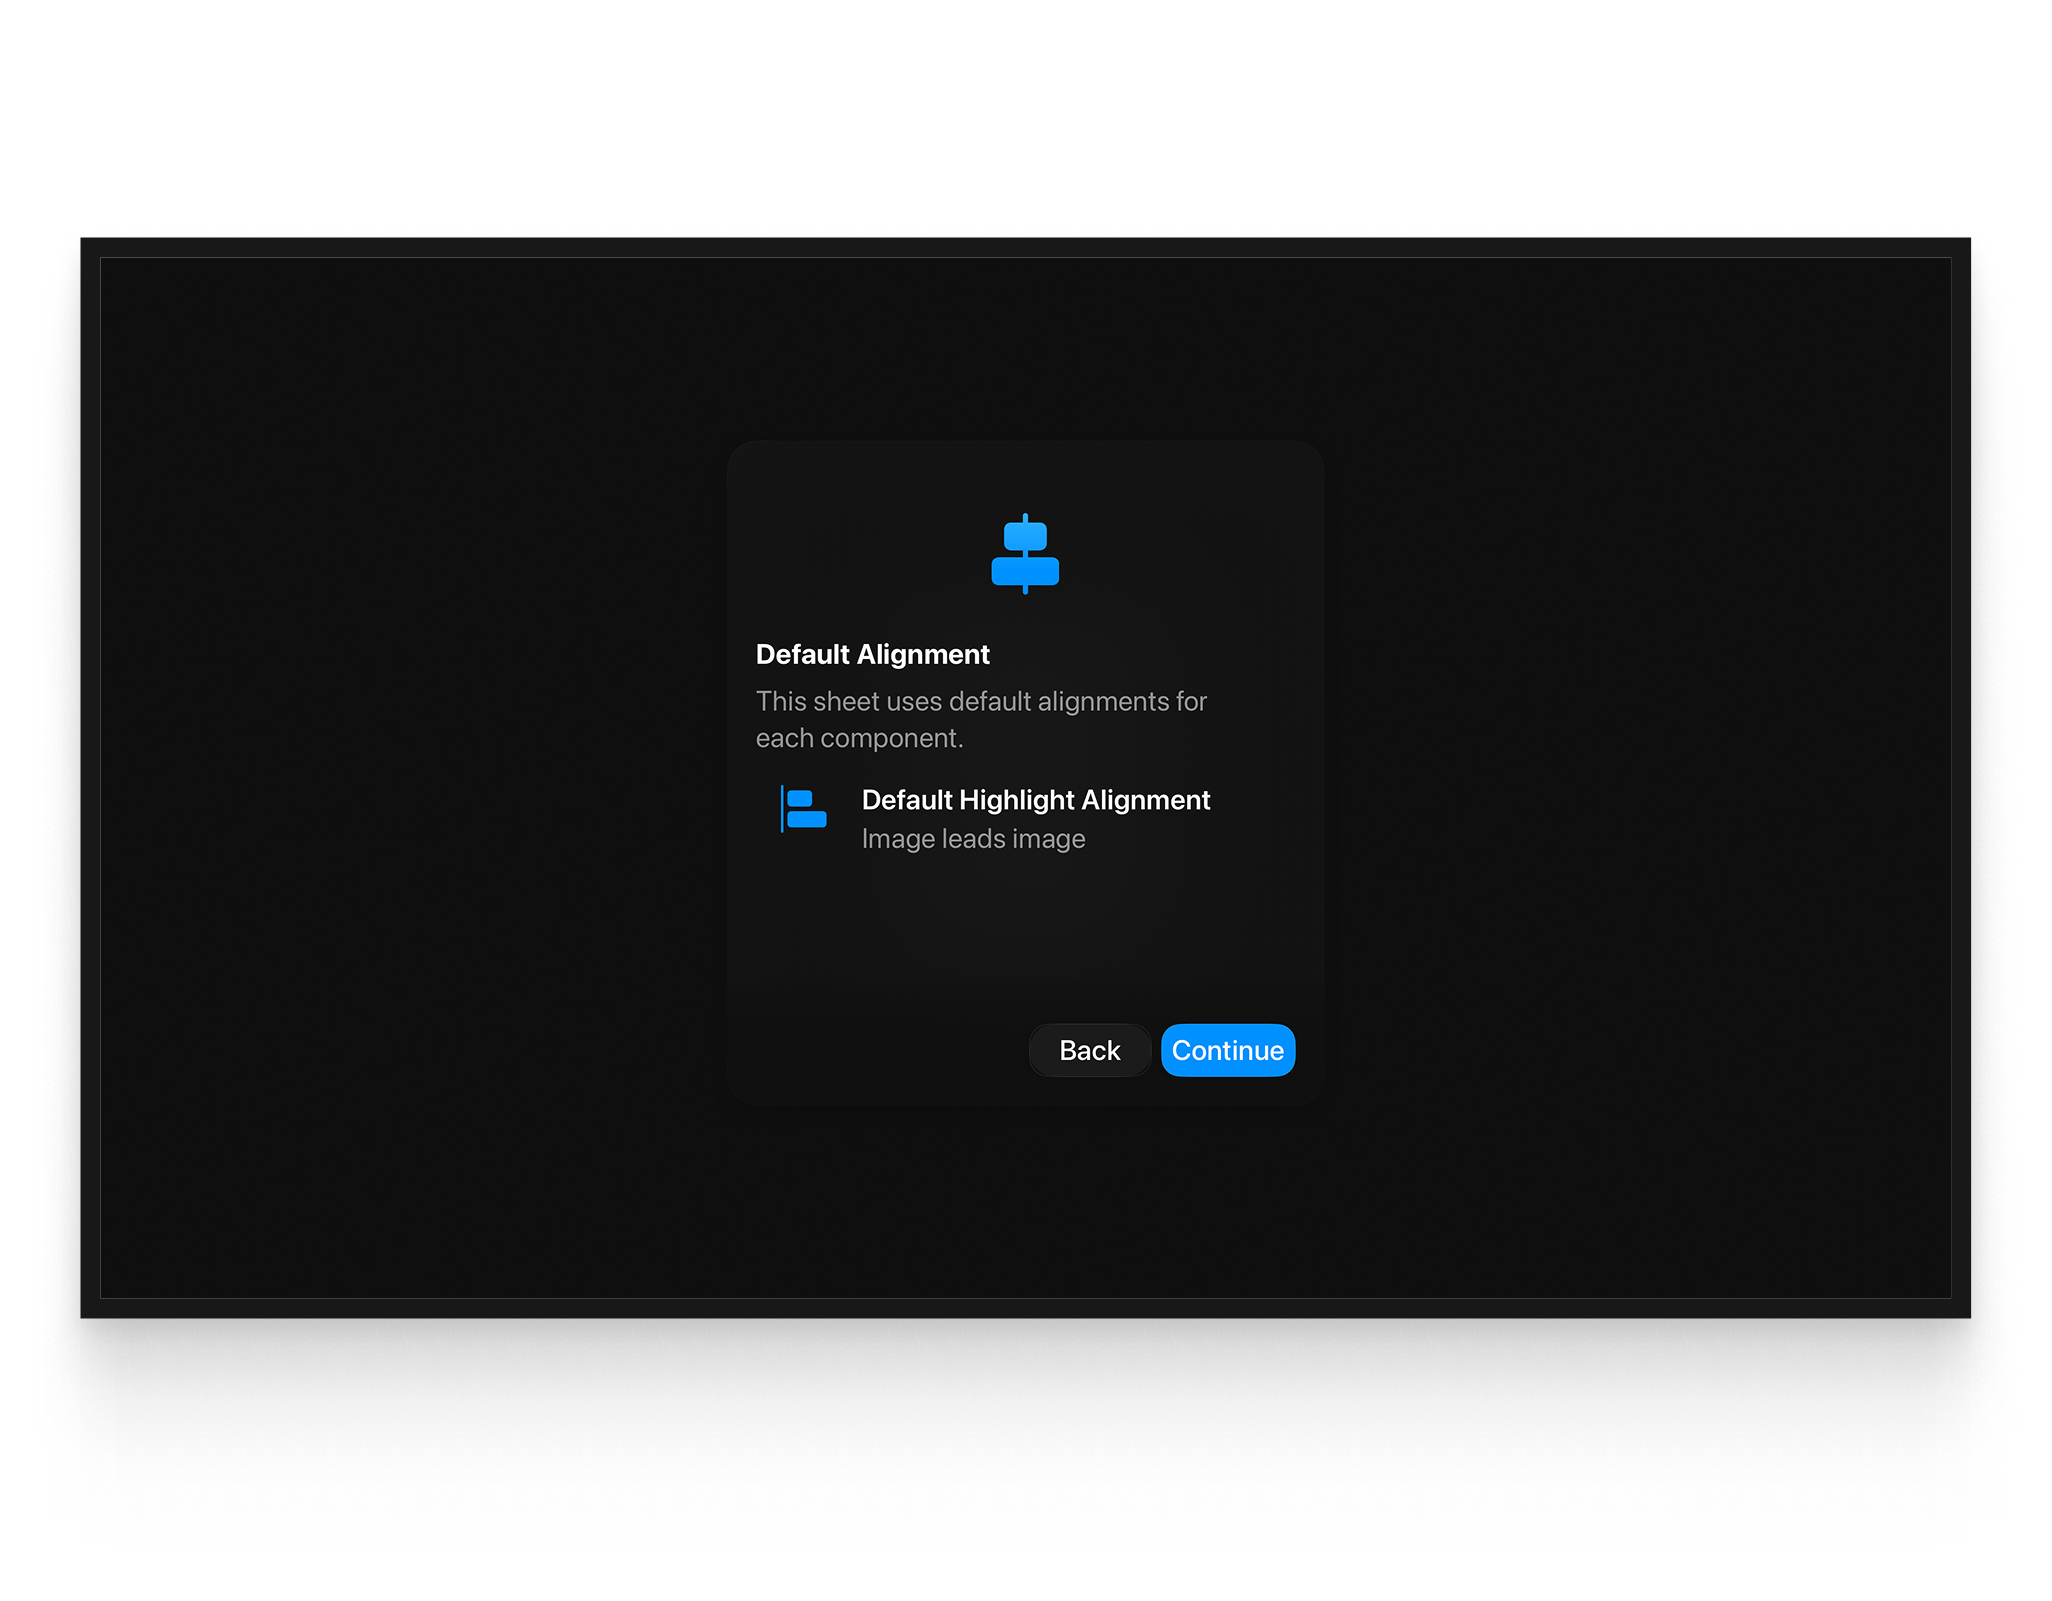 Default Alignment
This sheet uses default alignments for
each component.
Default Highlight Alignment
Image leads image
Back
Continue